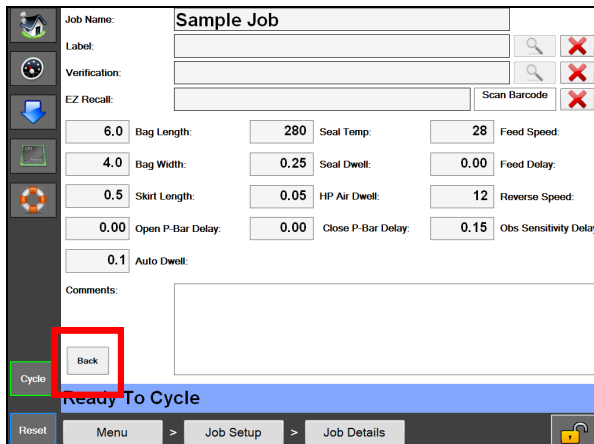 Job Name: Sample Job
Label:
Verification:
EZ Recall: Scan Barcode
6.0 Bag Length: 280 Seal Temp: 28 Feed Speed:
4.0 Bag Width: 0.25 Seal Dwell: 0.00 Feed Delay:
0.5 Skirt Length: 0.05 HP Air Dwell: 12 Reverse Speed:
0.00 Open P-Bar Delay: 0.00 Close P-Bar Delay: 0.15 Obs Sensitivity Delay
0.1 Auto Dwell:
Comments:
Back
Cycle
Ready To Cycle
Reset Menu > Job Setup > Job Details